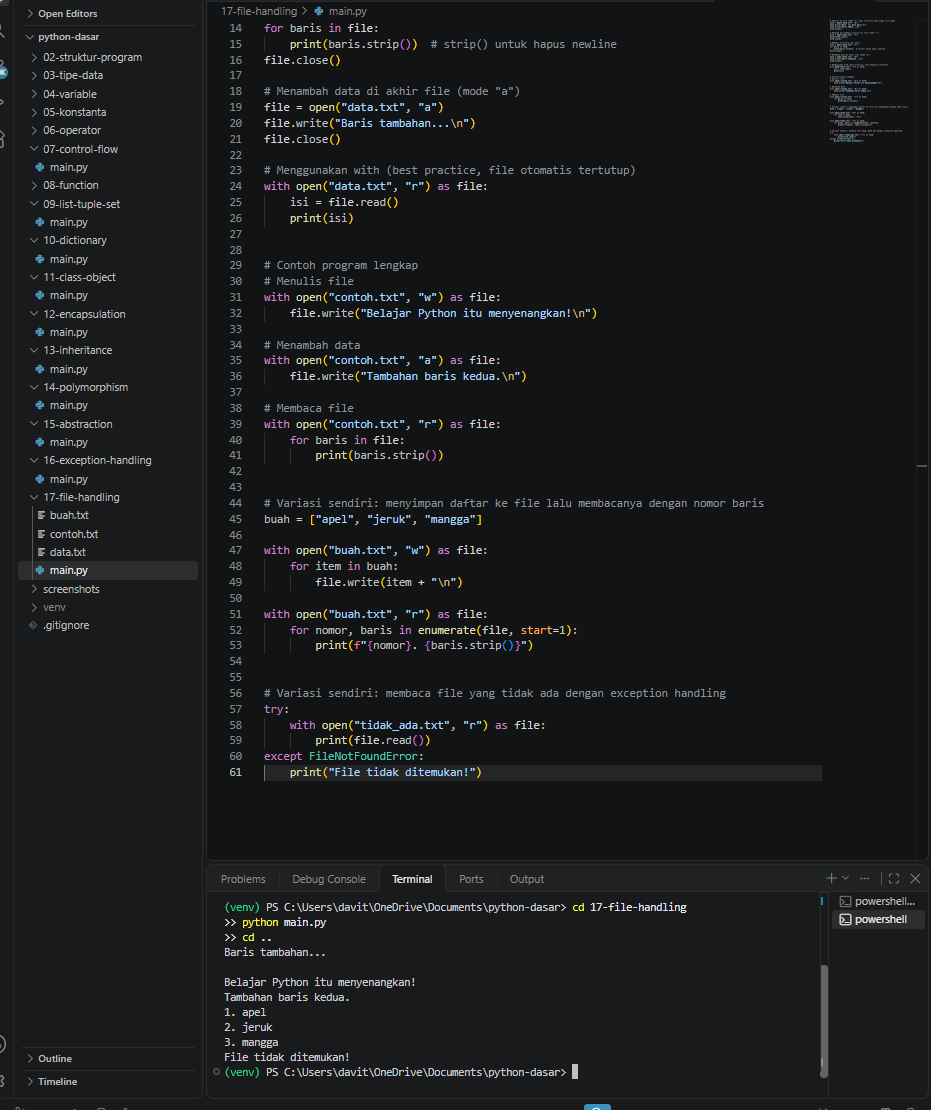 Open Editors
python-dasar
02-struktur-program
03-tipe-data
04-variable
05-konstanta
06-operator
07-control-flow
main.py
08-function
09-list-tuple-set
main.py
10-dictionary
main.py
11-class-object
main.py
12-encapsulation
main.py
13-inheritance
main.py
14-polymorphism
main.py
15-abstraction
main.py
16-exception-handling
main.py
17-file-handling
buah.txt
contoh.txt
data.txt
main.py
screenshots
venv
.gitignore
Outline
Timeline
17-file-handling > main.py
14 for baris in file:
15     print(baris.strip())  # strip() untuk hapus newline
16 file.close()
17
18 # Menambah data di akhir file (mode "a")
19 file = open("data.txt", "a")
20 file.write("Baris tambahan...\n")
21 file.close()
22
23 # Menggunakan with (best practice, file otomatis tertutup)
24 with open("data.txt", "r") as file:
25     isi = file.read()
26     print(isi)
27
28
29 # Contoh program lengkap
30 # Menulis file
31 with open("contoh.txt", "w") as file:
32     file.write("Belajar Python itu menyenangkan!\n")
33
34 # Menambah data
35 with open("contoh.txt", "a") as file:
36     file.write("Tambahan baris kedua.\n")
37
38 # Membaca file
39 with open("contoh.txt", "r") as file:
40     for baris in file:
41         print(baris.strip())
42
43
44 # Variasi sendiri: menyimpan daftar ke file lalu membacanya dengan nomor baris
45 buah = ["apel", "jeruk", "mangga"]
46
47 with open("buah.txt", "w") as file:
48     for item in buah:
49         file.write(item + "\n")
50
51 with open("buah.txt", "r") as file:
52     for nomor, baris in enumerate(file, start=1):
53         print(f"{nomor}. {baris.strip()}")
54
55
56 # Variasi sendiri: membaca file yang tidak ada dengan exception handling
57 try:
58     with open("tidak_ada.txt", "r") as file:
59         print(file.read())
60 except FileNotFoundError:
61     print("File tidak ditemukan!")
Problems Debug Console Terminal Ports Output
(venv) PS C:\Users\davit\OneDrive\Documents\python-dasar> cd 17-file-handling
>> python main.py
>> cd ..
Baris tambahan...
Belajar Python itu menyenangkan!
Tambahan baris kedua.
1. apel
2. jeruk
3. mangga
File tidak ditemukan!
(venv) PS C:\Users\davit\OneDrive\Documents\python-dasar>
powershell...
powershell